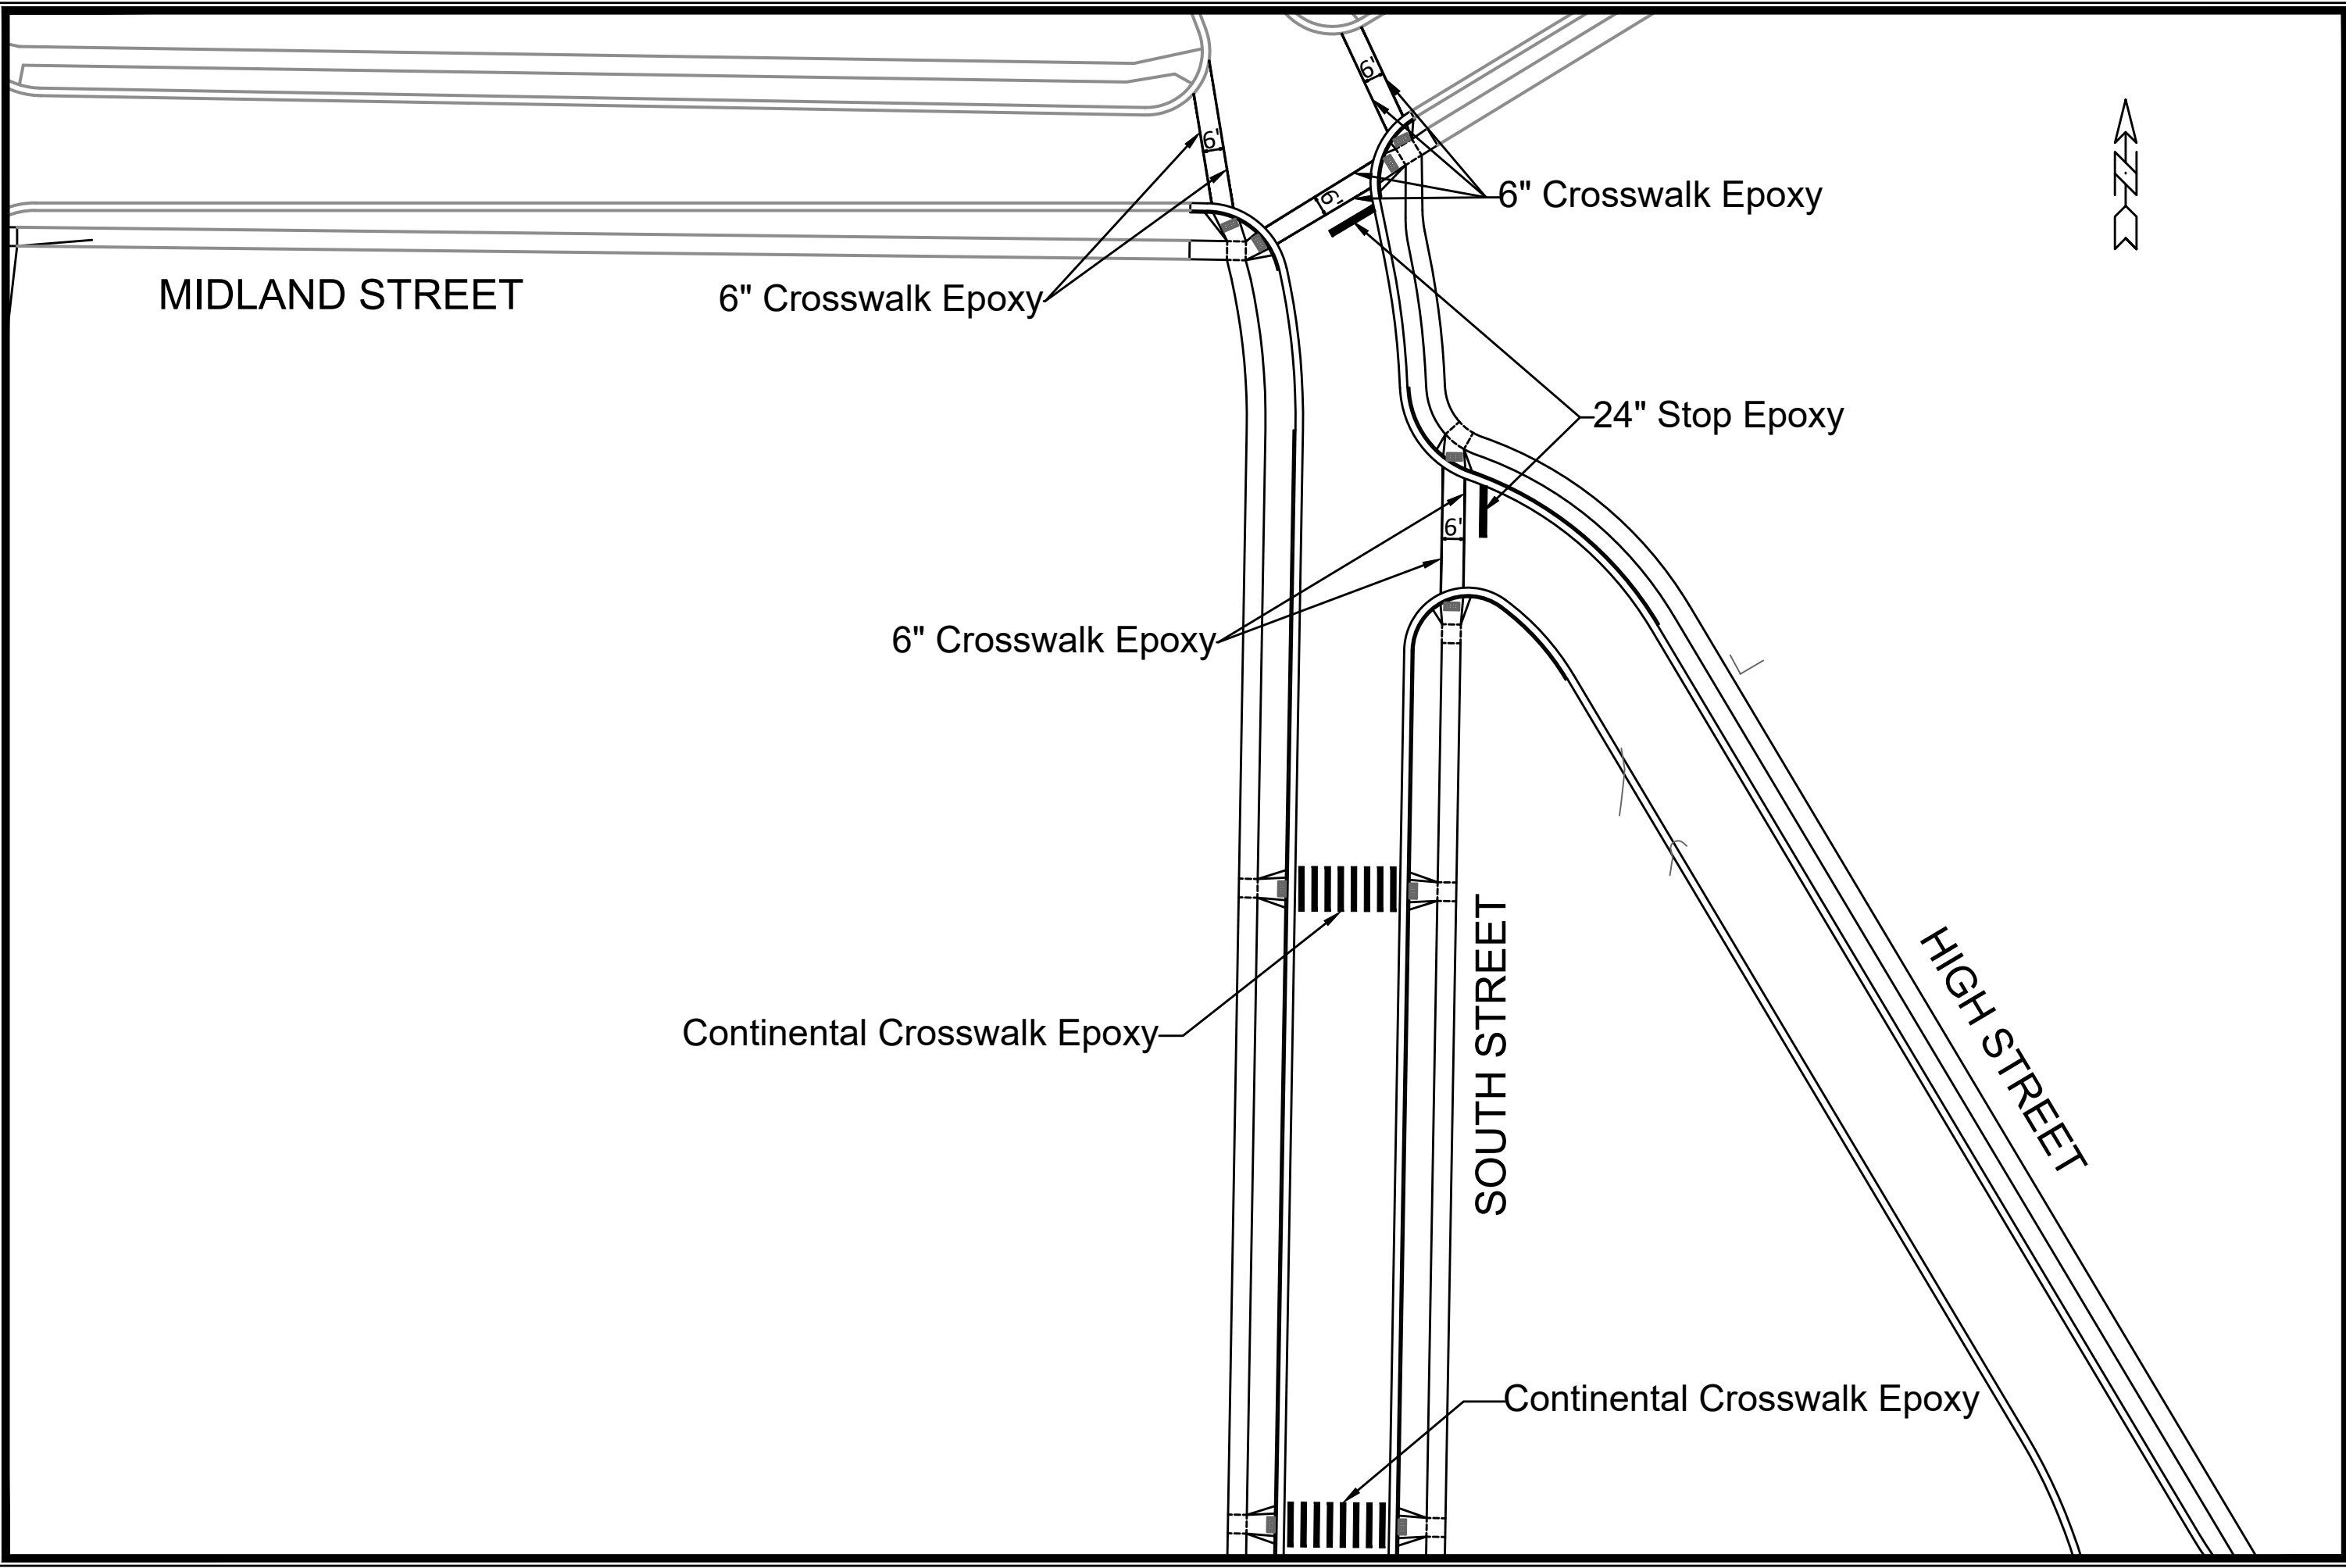 6'
6'
6'
6" Crosswalk Epoxy
MIDLAND STREET
6" Crosswalk Epoxy
24" Stop Epoxy
6'
6" Crosswalk Epoxy
Continental Crosswalk Epoxy
SOUTH STREET
HIGH STREET
Continental Crosswalk Epoxy
N